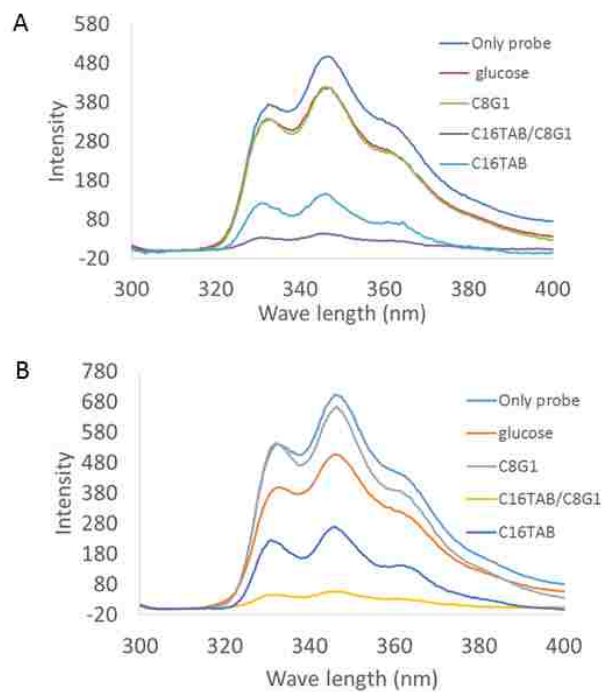 A
580
480
380
280
180
80
-20
Intensity
300
320
340
360
380
400
Wave length (nm)
Only probe
glucose
C8G1
C16TAB/C8G1
C16TAB
B
780
680
580
480
380
280
180
80
-20
Intensity
300
320
340
360
380
400
Wave length (nm)
Only probe
glucose
C8G1
C16TAB/C8G1
C16TAB